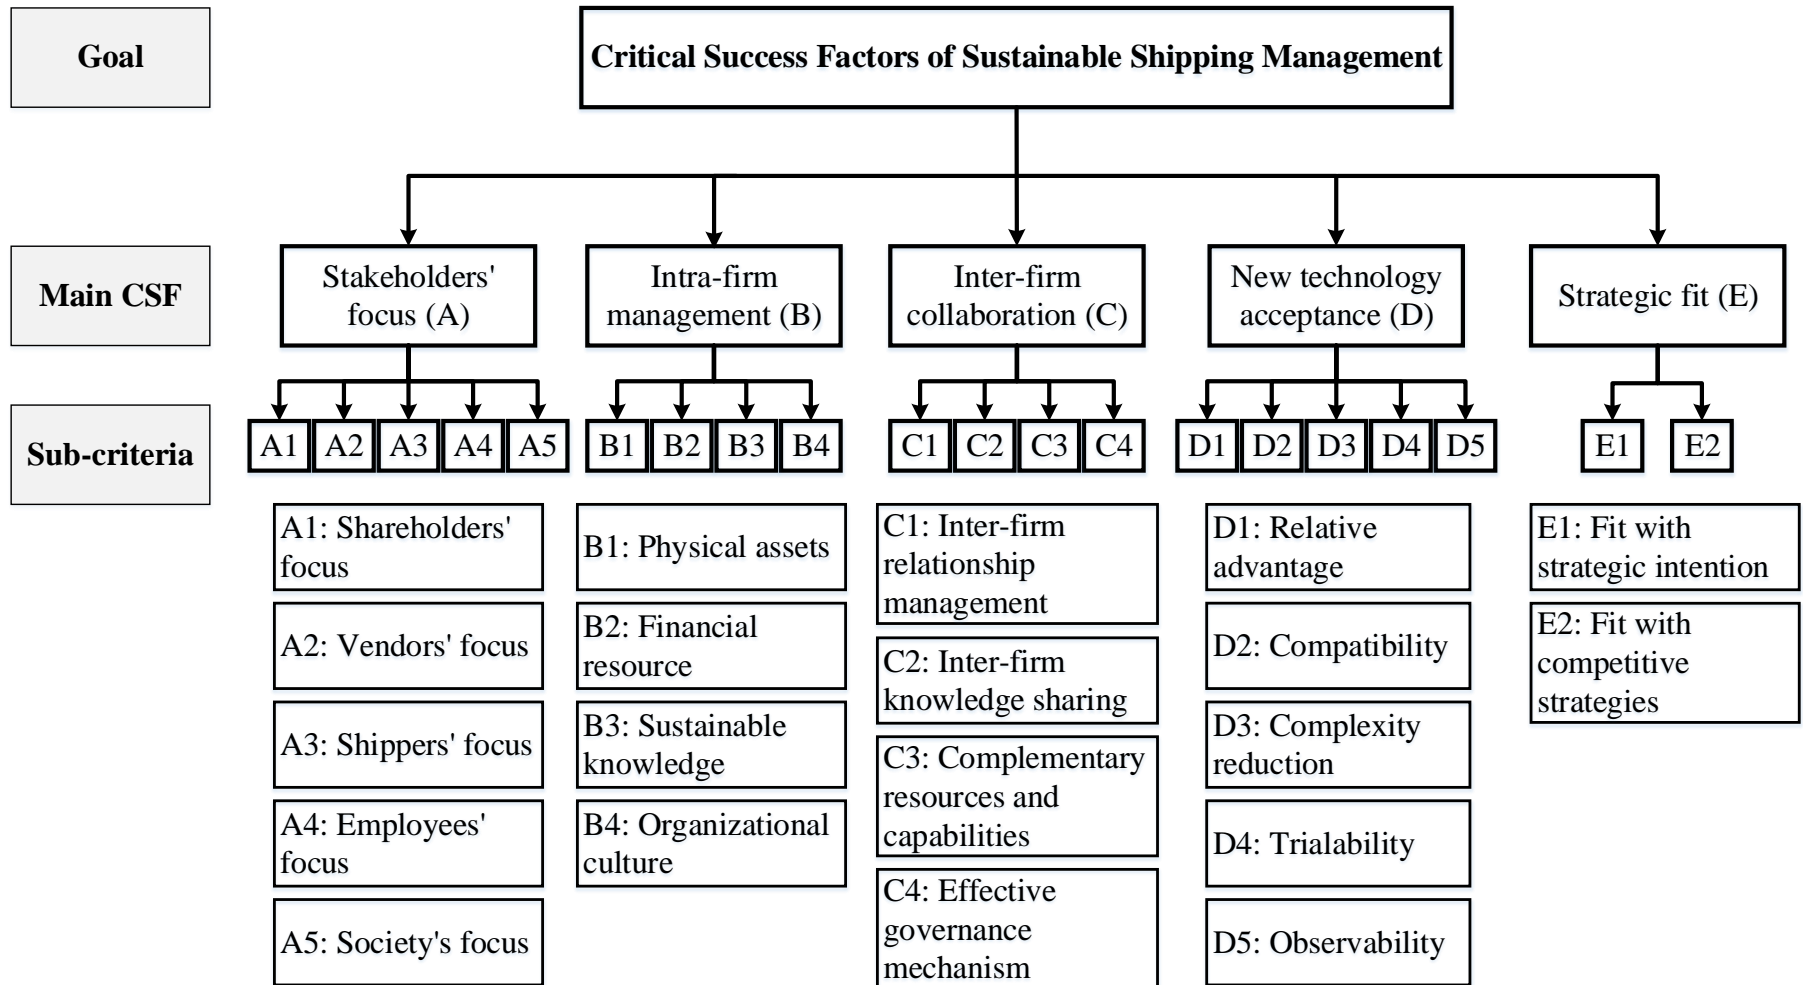 Goal
Critical Success Factors of Sustainable Shipping Management
Main CSF
Stakeholders'
focus (A)
Intra-firm
management (B)
Inter-firm
collaboration (C)
New technology
acceptance (D)
Strategic fit (E)
Sub-criteria
A1
A2
A3
A4
A5
B1
B2
B3
B4
C1
C2
C3
C4
D1
D2
D3
D4
D5
E1
E2
A1: Shareholders'
focus
A2: Vendors' focus
A3: Shippers' focus
A4: Employees'
focus
A5: Society's focus
B1: Physical assets
B2: Financial
resource
B3: Sustainable
knowledge
B4: Organizational
culture
C1: Inter-firm
relationship
management
C2: Inter-firm
knowledge sharing
C3: Complementary
resources and
capabilities
C4: Effective
governance
mechanism
D1: Relative
advantage
D2: Compatibility
D3: Complexity
reduction
D4: Trialability
D5: Observability
E1: Fit with
strategic intention
E2: Fit with
competitive
strategies